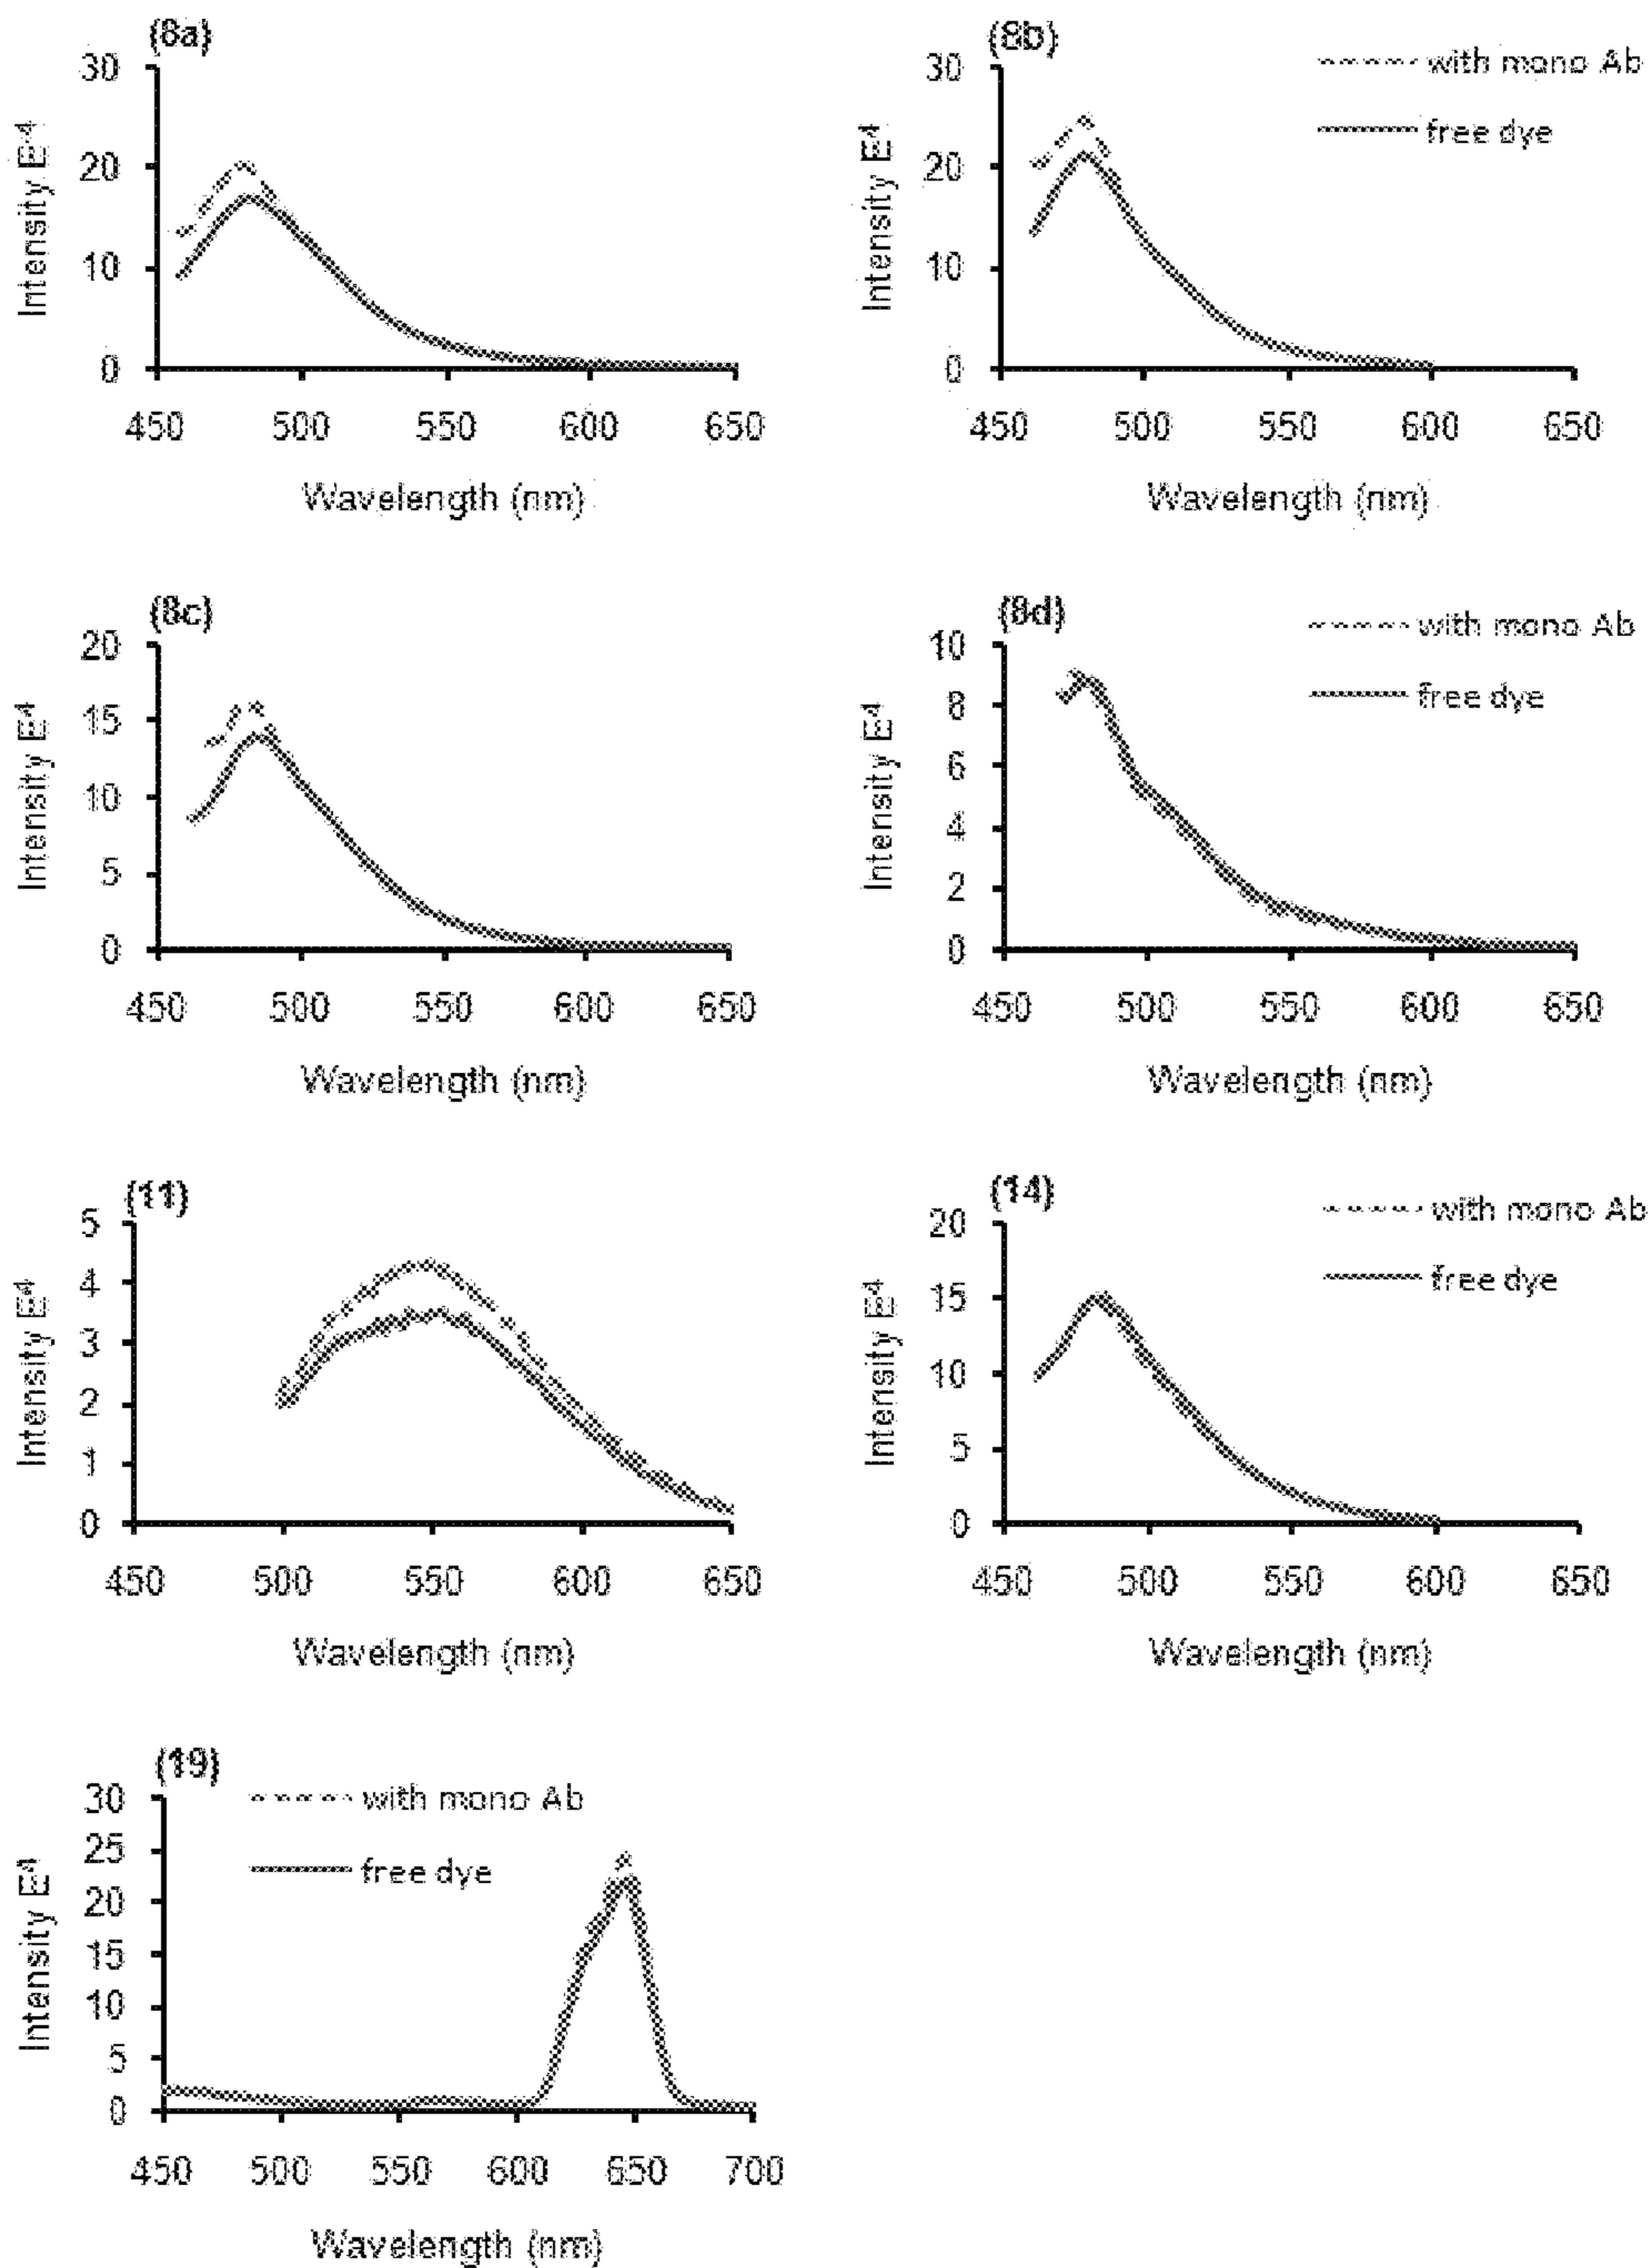 (8a)
30
20
10
0
Intensity E⁴
450 500 550 600 650
Wavelength (nm)
(8b)
with mono Ab
free dye
30
20
10
0
Intensity E⁴
450 500 550 600 650
Wavelength (nm)
(8c)
20
15
10
5
0
Intensity E⁴
450 500 550 600 650
Wavelength (nm)
(8d)
with mono Ab
free dye
10
8
6
4
2
0
Intensity E⁴
450 500 550 600 650
Wavelength (nm)
(11)
5
4
3
2
1
0
Intensity E⁴
450 500 550 600 650
Wavelength (nm)
(14)
with mono Ab
free dye
20
15
10
5
0
Intensity E⁴
450 500 550 600 650
Wavelength (nm)
(19)
with mono Ab
free dye
30
25
20
15
10
5
0
Intensity E⁴
450 500 550 600 650 700
Wavelength (nm)